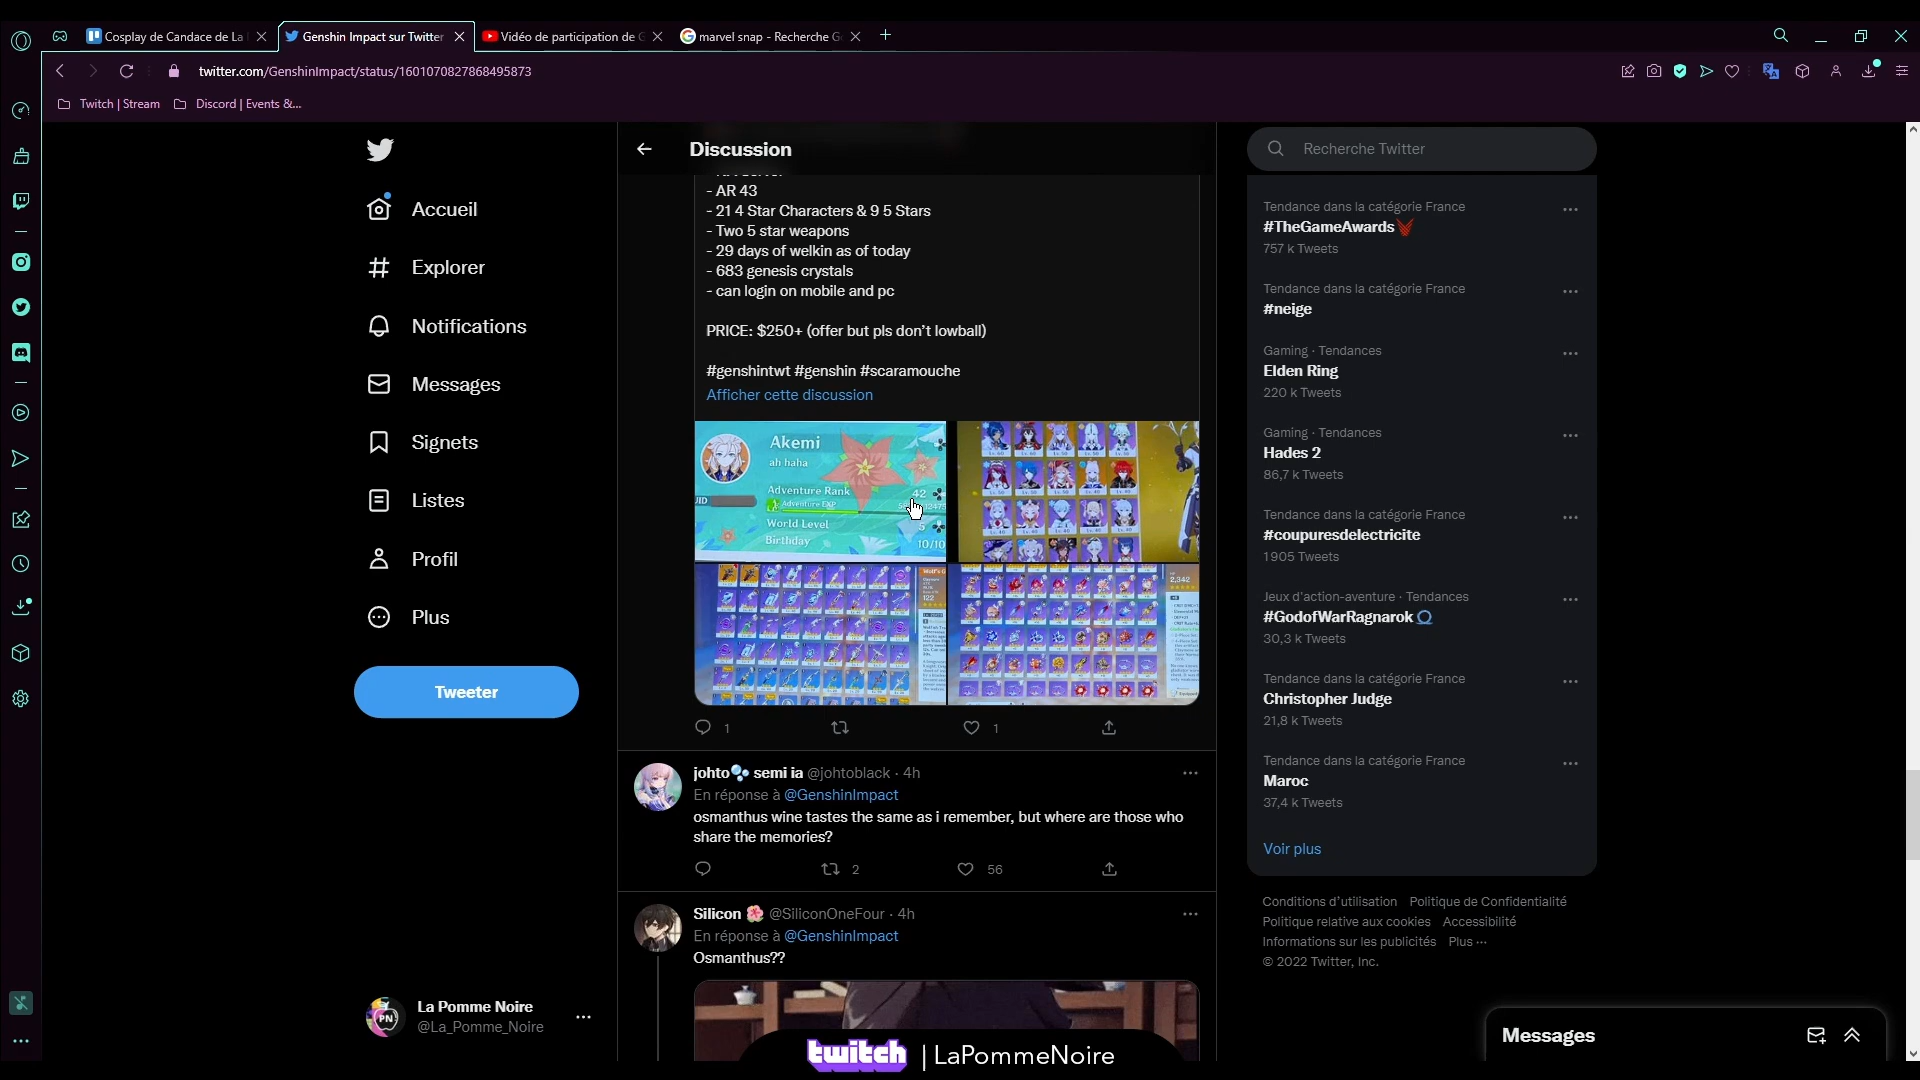 Cosplay de Candace de La
Genshin Impact sur Twitter
Vidéo de participation de G
marvel snap - Recherche G
twitter.com/GenshinImpact/status/1601070827868495873
Twitch | Stream
Discord | Events &...
Accueil
Explorer
Notifications
Messages
Signets
Listes
Profil
Plus
Tweeter
La Pomme Noire
@La_Pomme_Noire
Discussion
- AR 43
- 21 4 Star Characters & 9 5 Stars
- Two 5 star weapons
- 29 days of welkin as of today
- 683 genesis crystals
- can login on mobile and pc
PRICE: $250+ (offer but pls don't lowball)
#genshintwt #genshin #scaramouche
Afficher cette discussion
Akemi
ah haha
Adventure Rank 42
Adventure EXP
World Level 5
Birthday 10/10
2,342
122
1 1
johto semi ia @johtoblack · 4h
En réponse à @GenshinImpact
osmanthus wine tastes the same as i remember, but where are those who
share the memories?
2 56
Silicon @SiliconOneFour · 4h
En réponse à @GenshinImpact
Osmanthus??
twitch | LaPommeNoire
Recherche Twitter
Tendance dans la catégorie France
#TheGameAwards
757 k Tweets
Tendance dans la catégorie France
#neige
Gaming · Tendances
Elden Ring
220 k Tweets
Gaming · Tendances
Hades 2
86,7 k Tweets
Tendance dans la catégorie France
#coupuresdelectricite
1 905 Tweets
Jeux d'action-aventure · Tendances
#GodofWarRagnarok
30,3 k Tweets
Tendance dans la catégorie France
Christopher Judge
21,8 k Tweets
Tendance dans la catégorie France
Maroc
37,4 k Tweets
Voir plus
Conditions d'utilisation Politique de Confidentialité
Politique relative aux cookies Accessibilité
Informations sur les publicités Plus ···
© 2022 Twitter, Inc.
Messages